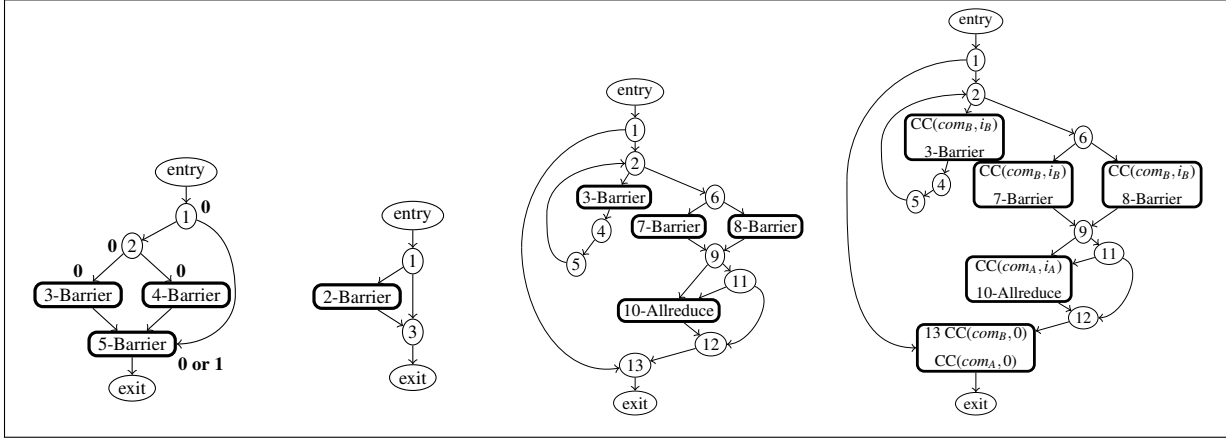 entry
1
0
2
0
3-Barrier
0
4-Barrier
0
5-Barrier
0 or 1
exit
entry
1
2-Barrier
3
exit
entry
1
2
3-Barrier
4
5
6
7-Barrier
8-Barrier
9
11
10-Allreduce
12
13
exit
entry
1
2
CC(com_B, i_B)
3-Barrier
4
5
6
CC(com_B, i_B)
7-Barrier
CC(com_B, i_B)
8-Barrier
9
11
CC(com_A, i_A)
10-Allreduce
12
13 CC(com_B, 0)
CC(com_A, 0)
exit